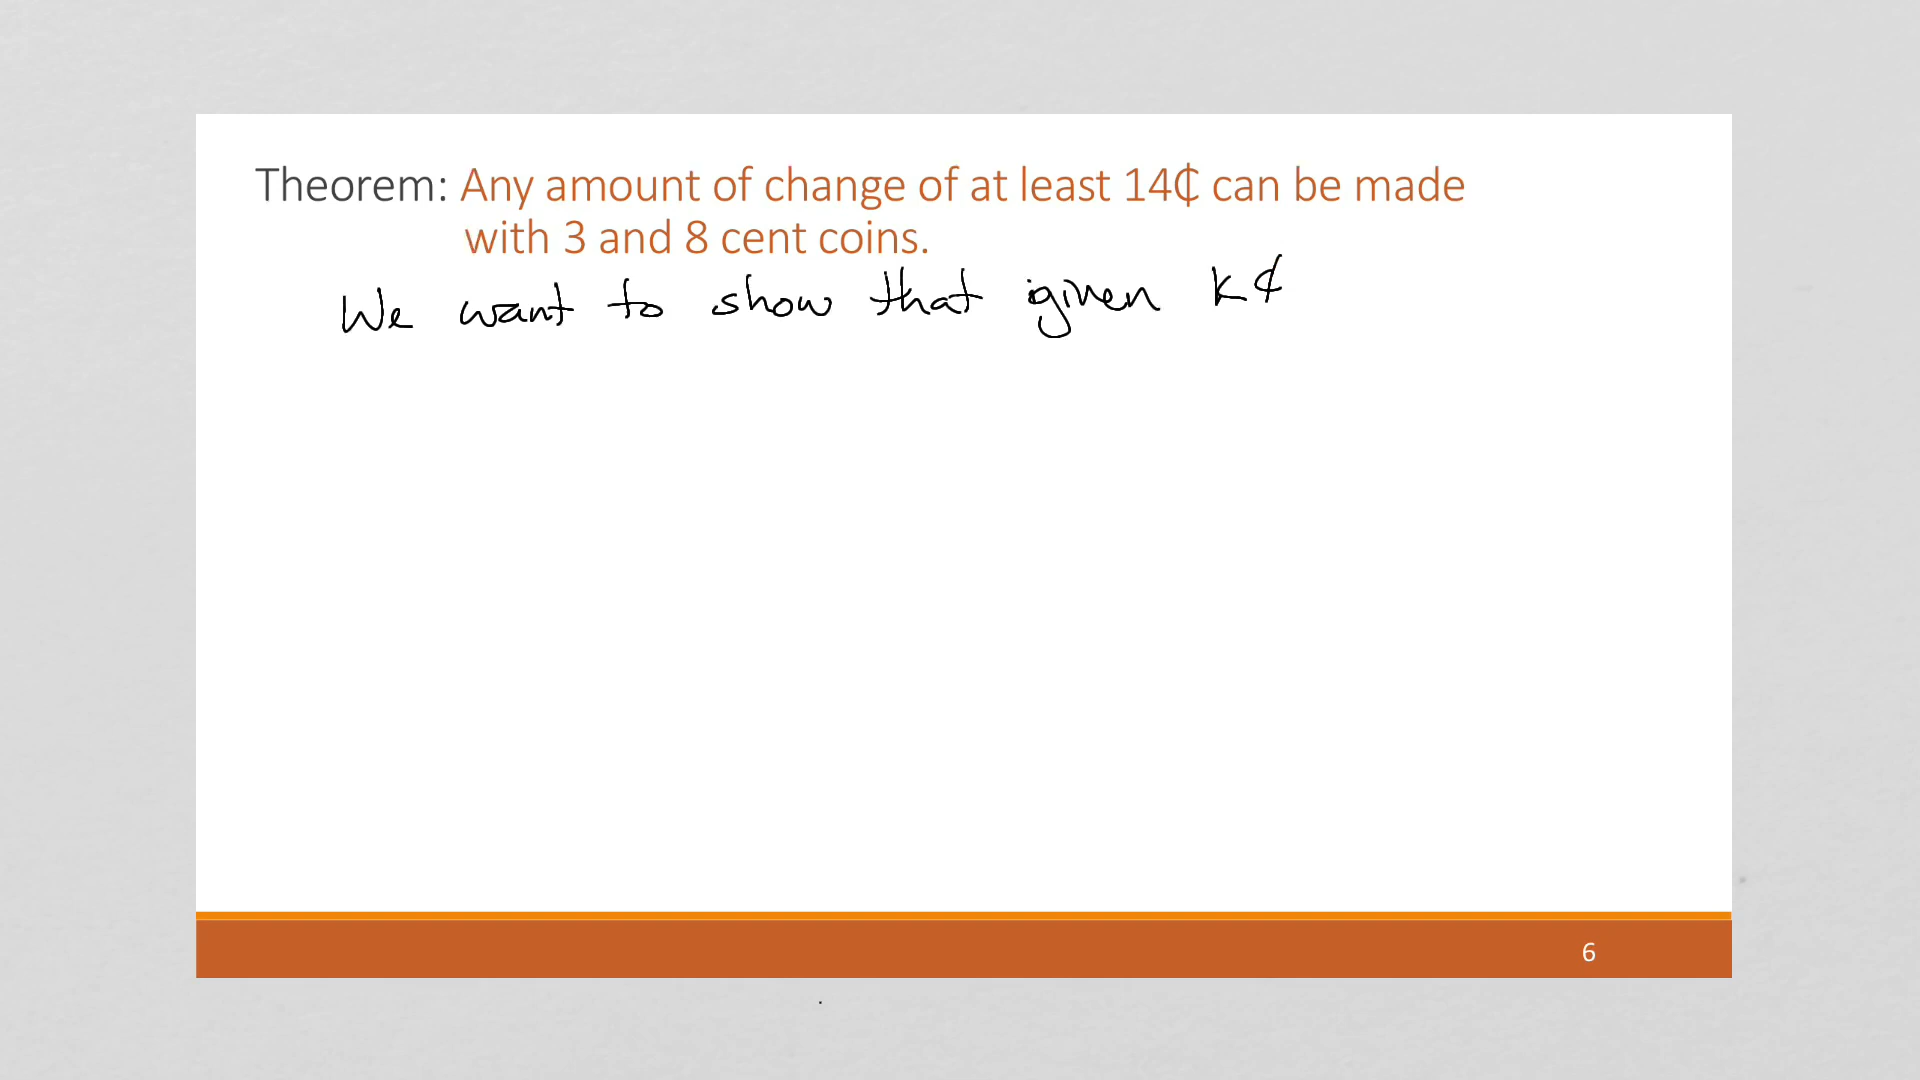 Theorem: Any amount of change of at least 14₵ can be made
with 3 and 8 cent coins.
We want to show that given k¢
6